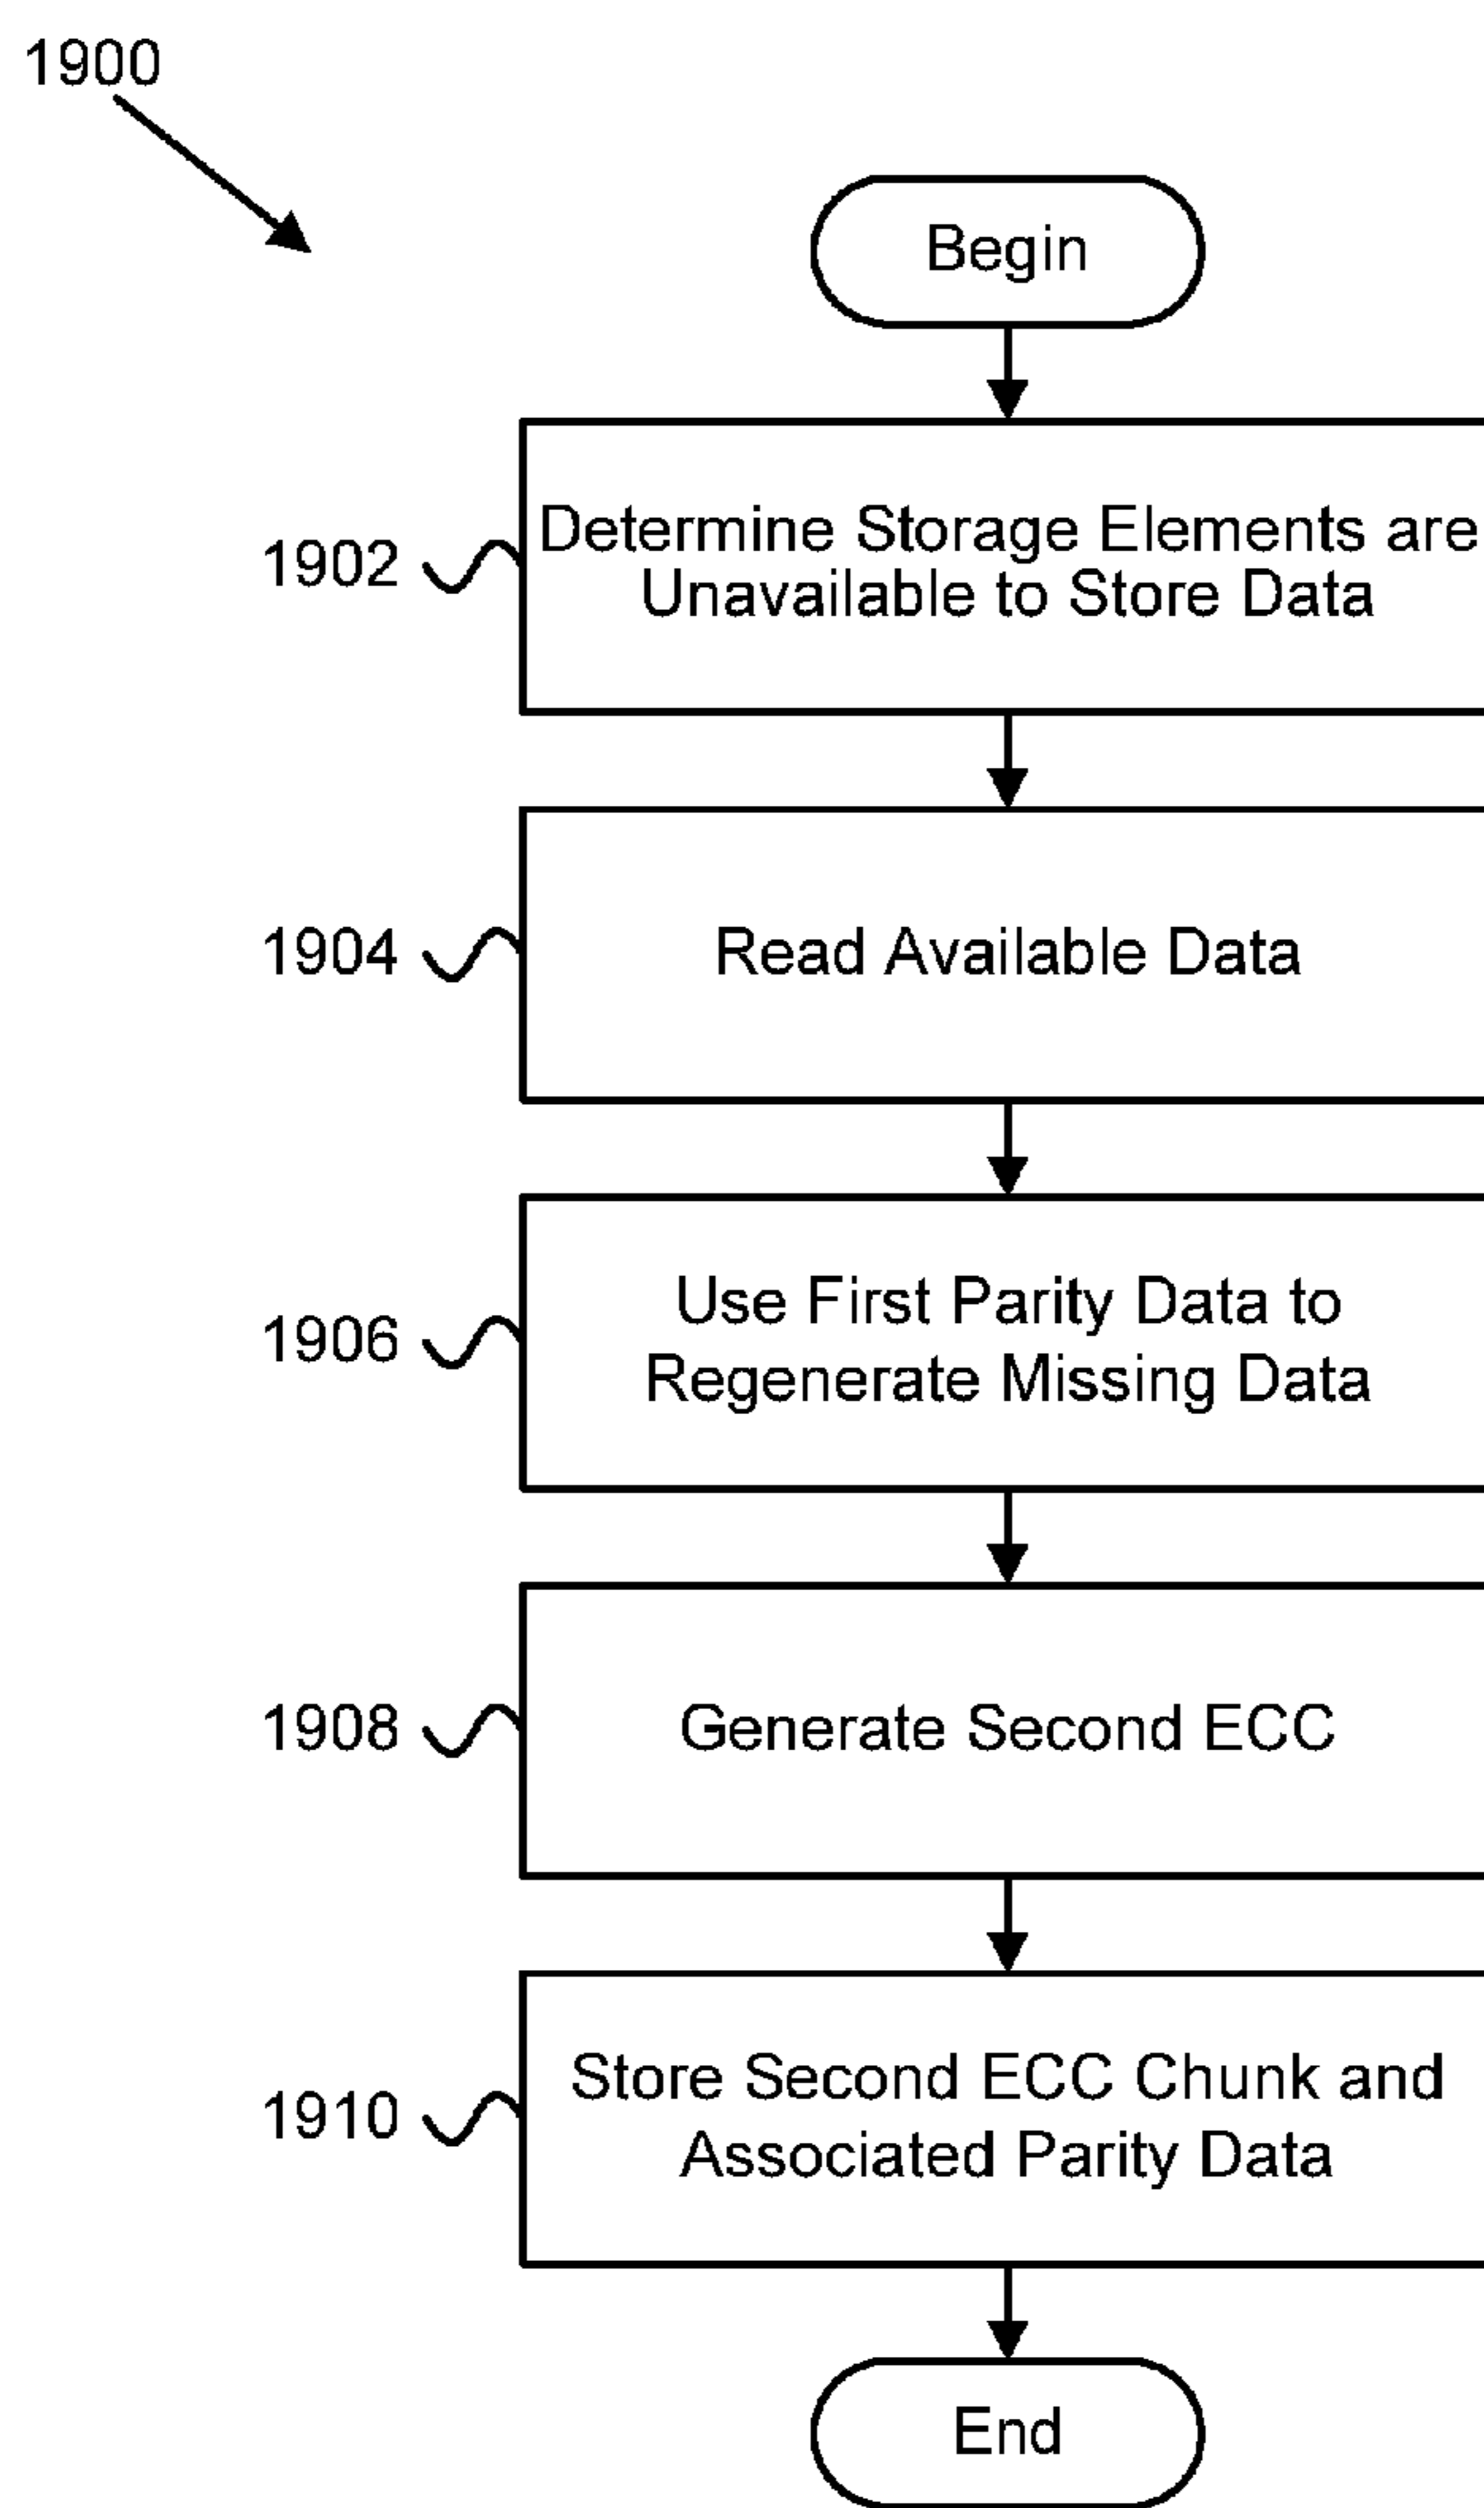 1900
Begin
1902
Determine Storage Elements are
Unavailable to Store Data
1904
Read Available Data
1906
Use First Parity Data to
Regenerate Missing Data
1908
Generate Second ECC
1910
Store Second ECC Chunk and
Associated Parity Data
End